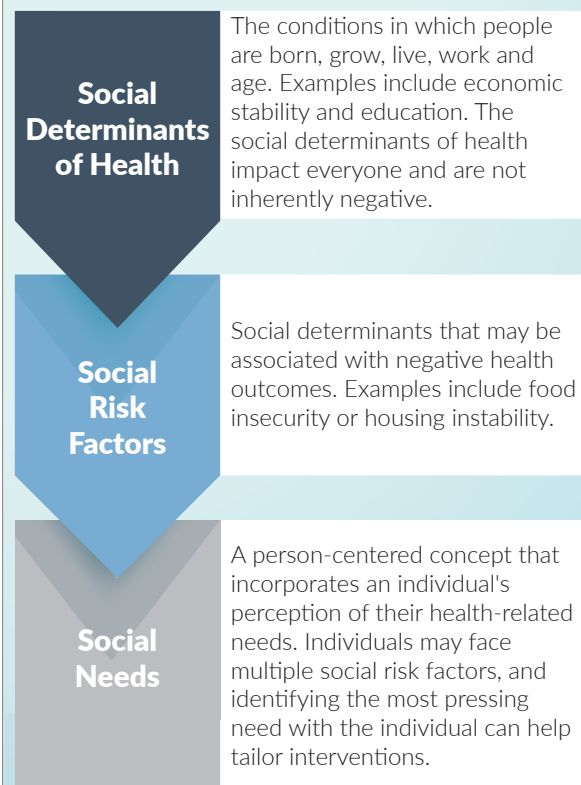 Social
Determinants
of Health
The conditions in which people
are born, grow, live, work and
age. Examples include economic
stability and education. The
social determinants of health
impact everyone and are not
inherently negative.
Social
Risk
Factors
Social determinants that may be
associated with negative health
outcomes. Examples include food
insecurity or housing instability.
Social
Needs
A person-centered concept that
incorporates an individual's
perception of their health-related
needs. Individuals may face
multiple social risk factors, and
identifying the most pressing
need with the individual can help
tailor interventions.